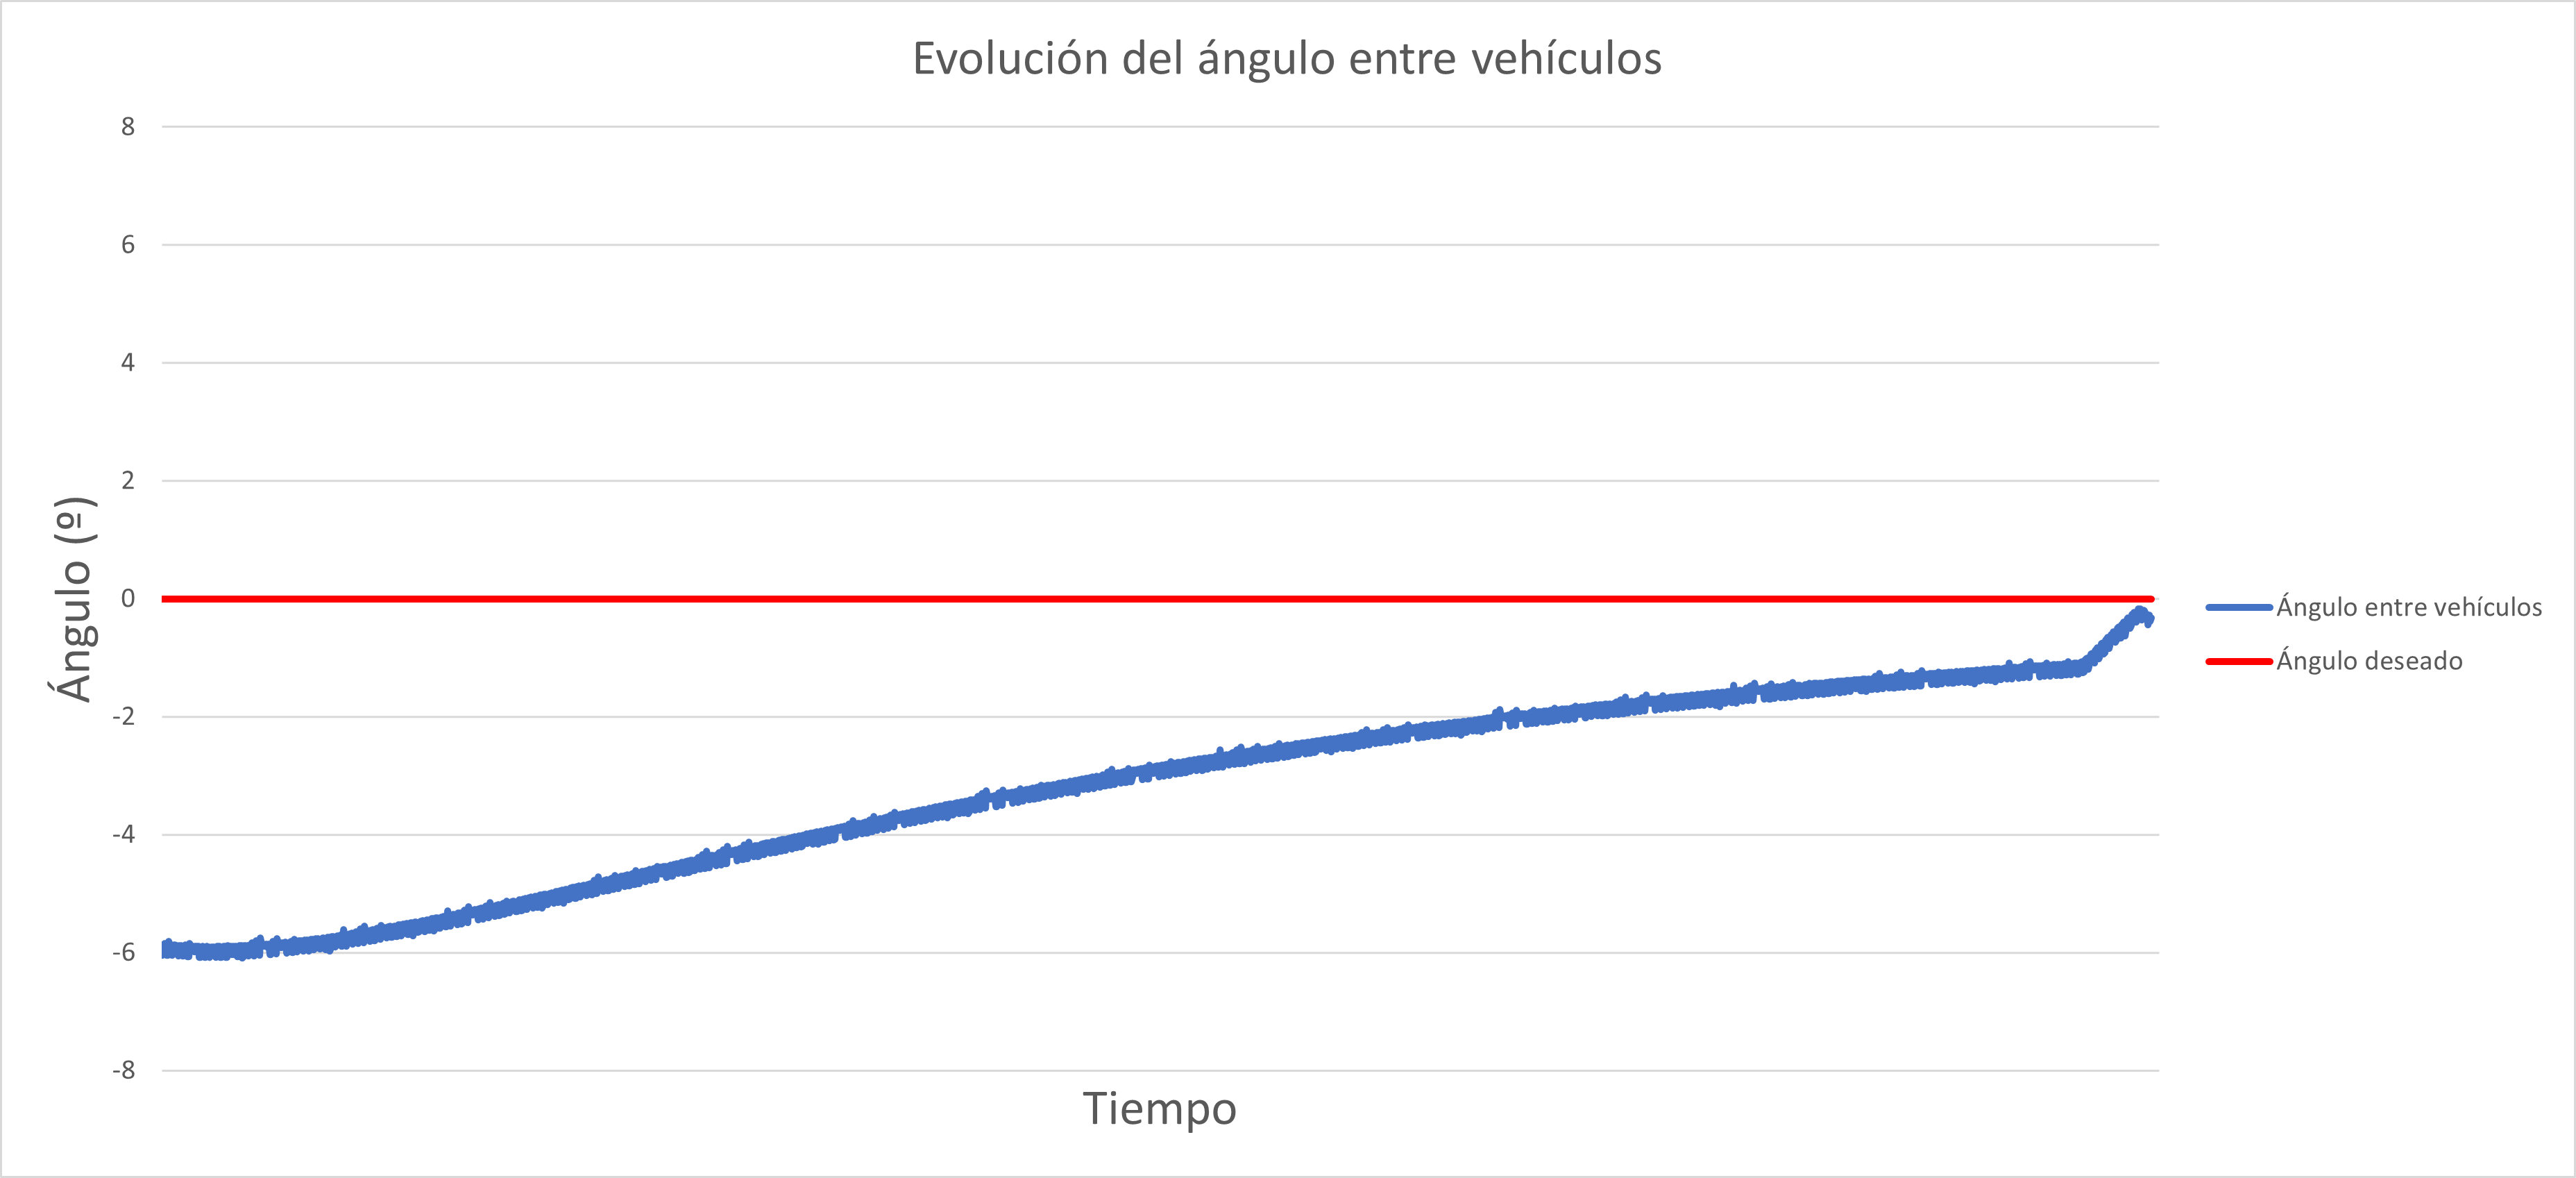 Evolución del ángulo entre vehículos
8
6
4
2
0
-2
-4
-6
-8
Ángulo (º)
Tiempo
Ángulo entre vehículos
Ángulo deseado